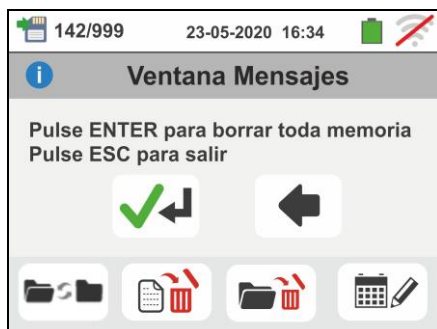 142/999 23-05-2020 16:34
Ventana Mensajes
Pulse ENTER para borrar toda memoria
Pulse ESC para salir